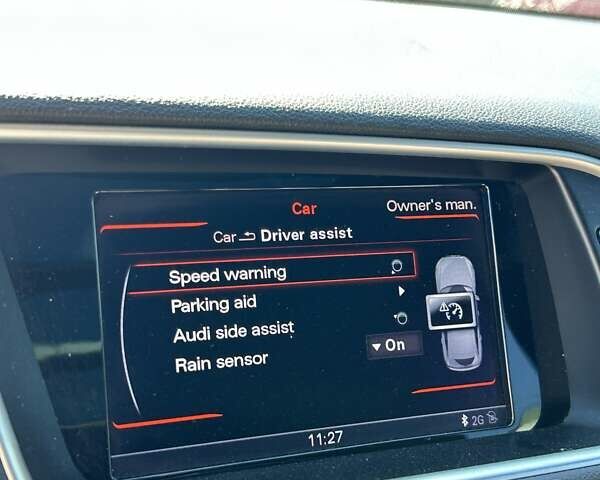 Car
Owner's man.
Car Driver assist
Speed warning
Parking aid
Audi side assist
Rain sensor
On
11:27
2G